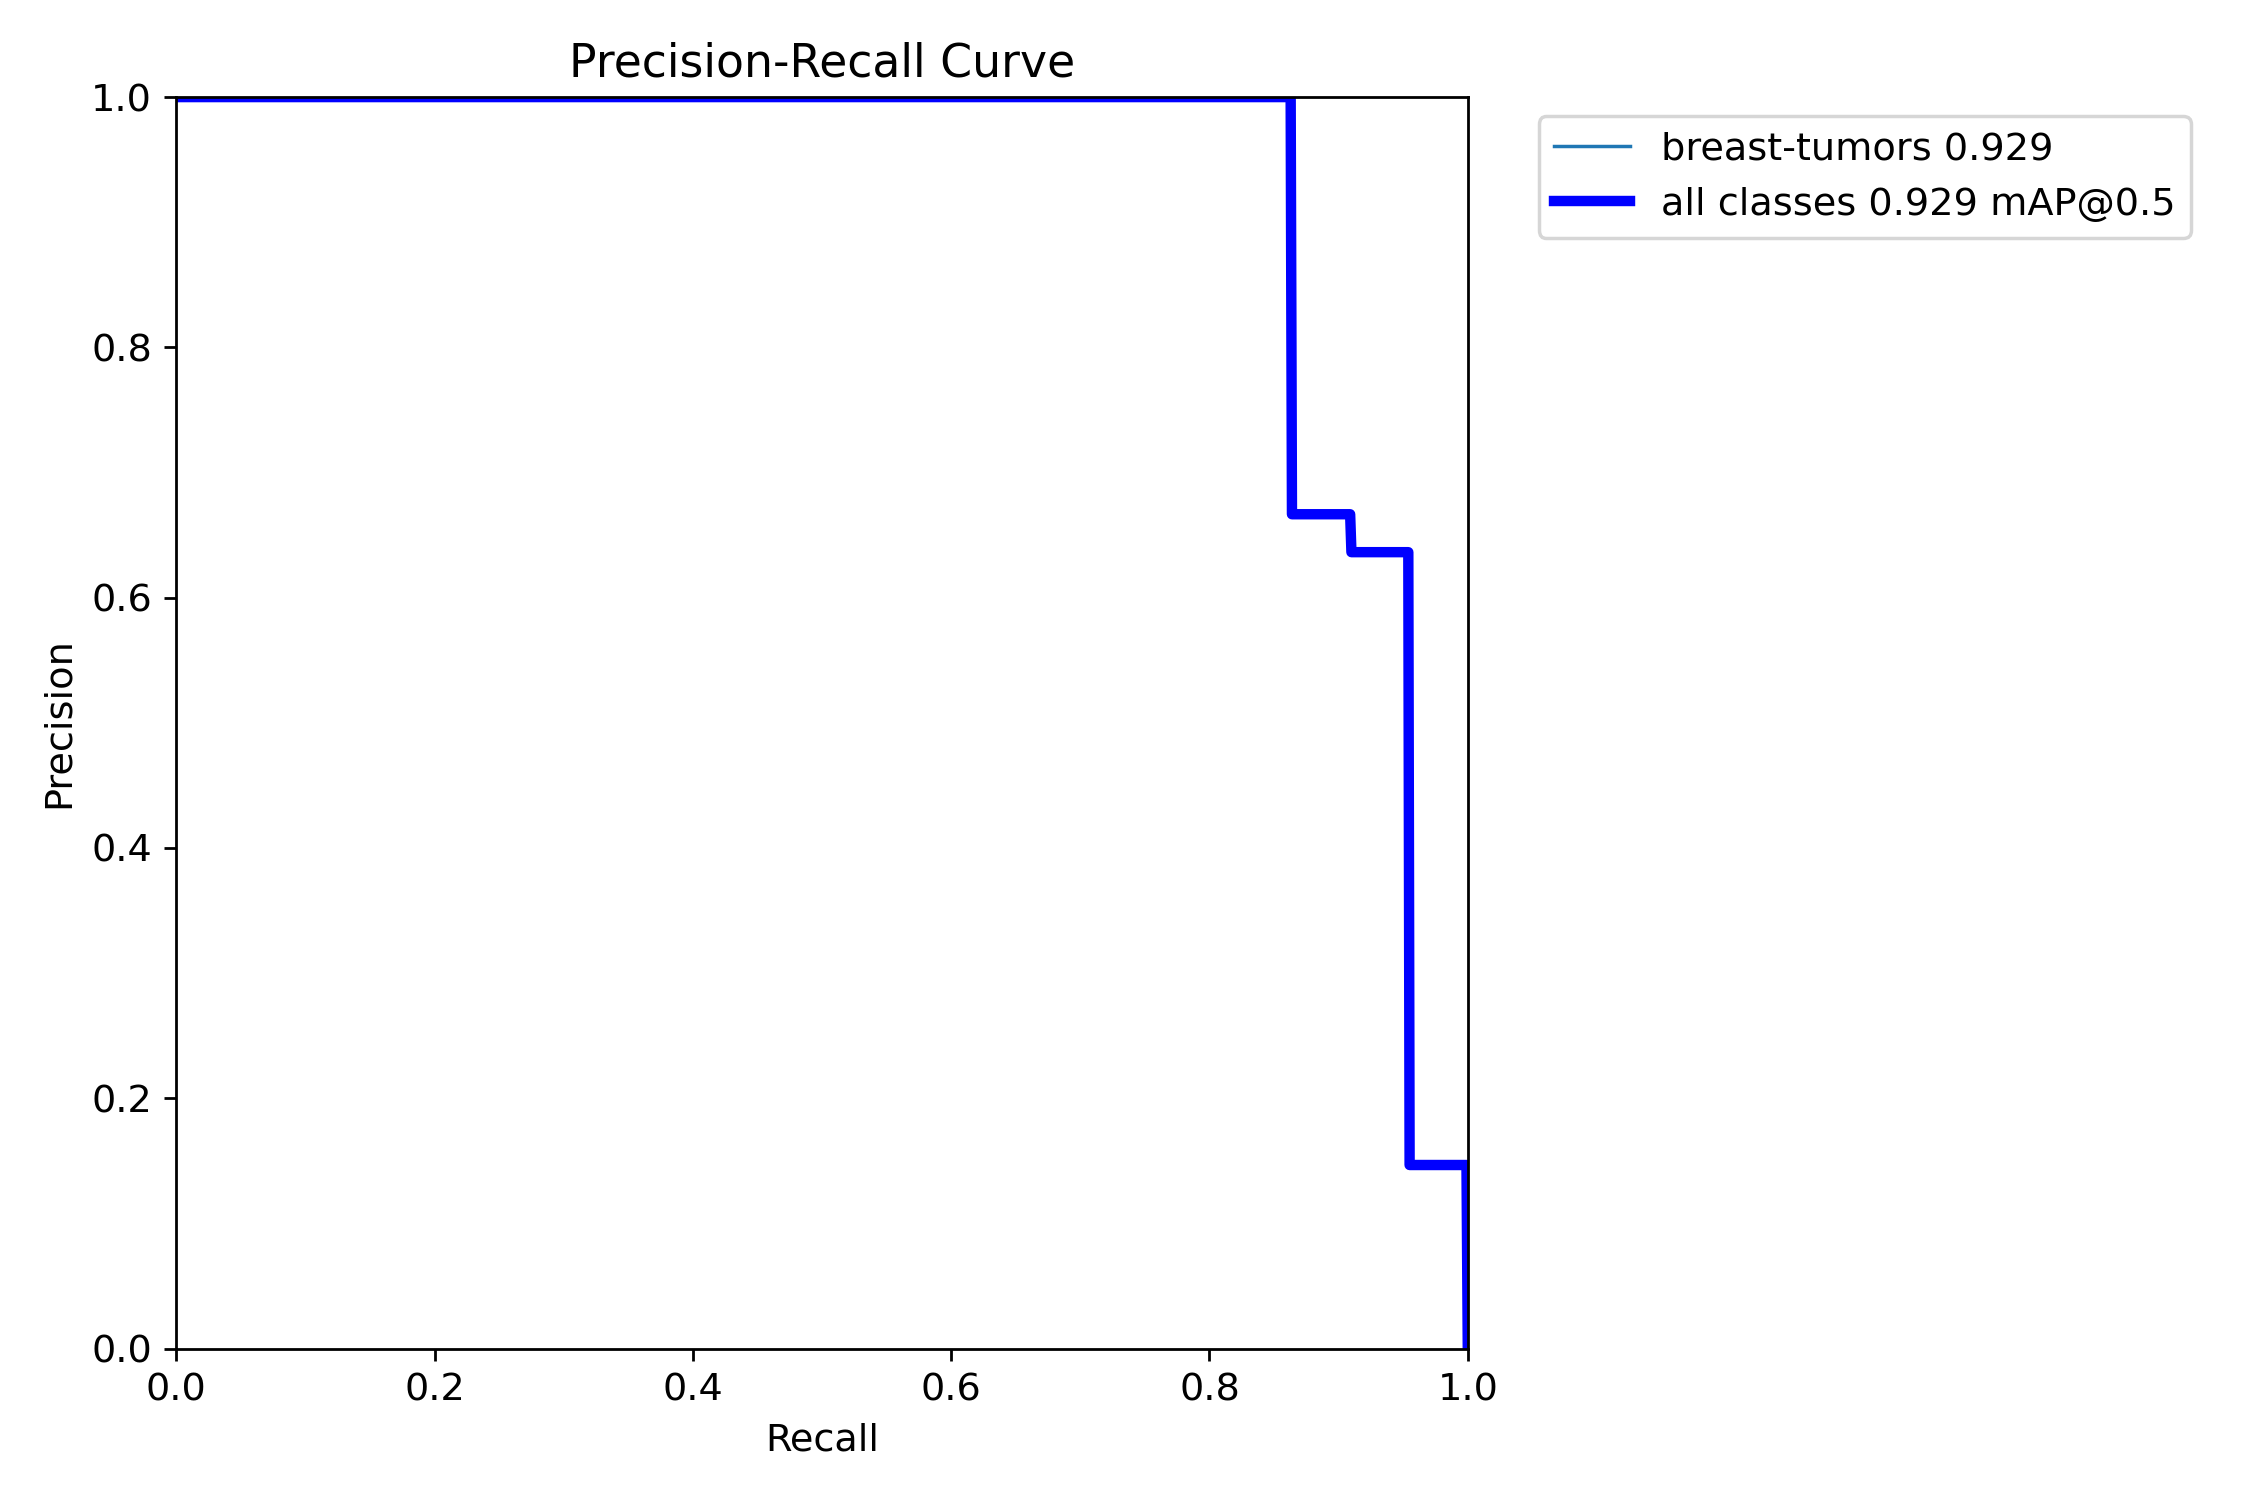 Precision-Recall Curve
1.0
0.8
0.6
0.4
0.2
0.0
Precision
0.0 0.2 0.4 0.6 0.8 1.0
Recall
breast-tumors 0.929
all classes 0.929 mAP@0.5